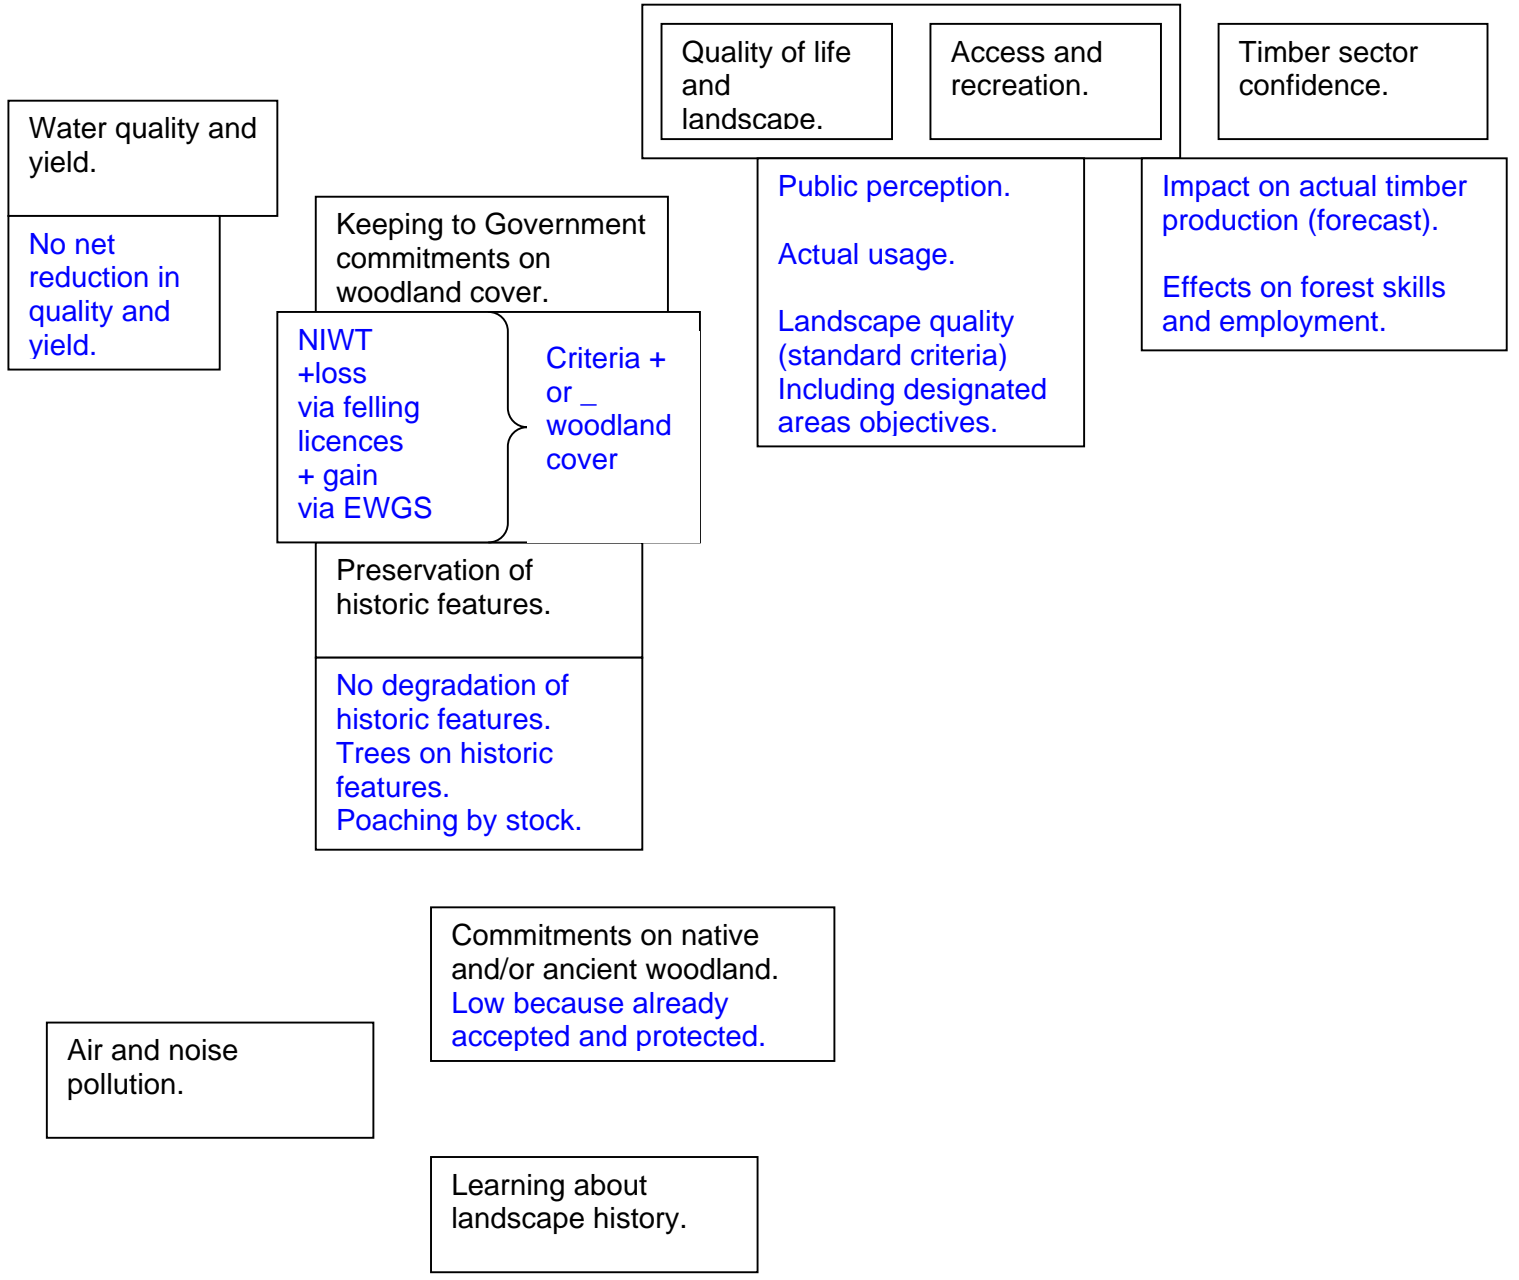 Quality of life
and
landscape.
Access and
recreation.
Timber sector
confidence.
Water quality and
yield.
No net
reduction in
quality and
yield.
Keeping to Government
commitments on
woodland cover.
NIWT
+loss
via felling
licences
+ gain
via EWGS
Criteria +
or _
woodland
cover
Public perception.
Actual usage.
Landscape quality
(standard criteria)
Including designated
areas objectives.
Impact on actual timber
production (forecast).
Effects on forest skills
and employment.
Preservation of
historic features.
No degradation of
historic features.
Trees on historic
features.
Poaching by stock.
Commitments on native
and/or ancient woodland.
Low because already
accepted and protected.
Air and noise
pollution.
Learning about
landscape history.